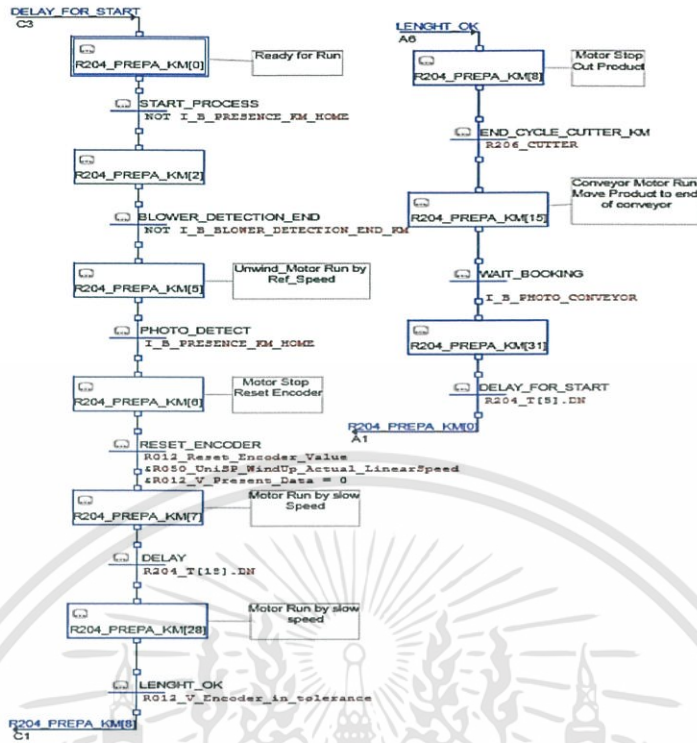 DELAY_FOR_START
C3
R204_PREPA_KM[0]
Ready for Run
START_PROCESS
NOT I_B_PRESENCE_KM_HOME
R204_PREPA_KM[2]
BLOWER_DETECTION_END
NOT I_B_BLOWER_DETECTION_END_KM
R204_PREPA_KM[5]
Unwind_Motor Run by
Ref_Speed
PHOTO_DETECT
I_B_PRESENCE_KM_HOME
R204_PREPA_KM[6]
Motor Stop
Reset Encoder
RESET_ENCODER
R012_Reset_Encoder_Value
&R050_UniSP_WindUp_Actual_LinearSpeed
&R012_V_Present_Data = 0
R204_PREPA_KM[7]
Motor Run by slow
Speed
DELAY
R204_T[18].DN
R204_PREPA_KM[28]
Motor Run by slow
speed
LENGHT_OK
R012_V_Encoder_in_tolerance
R204_PREPA_KM[8]
C1
LENGHT_OK
A6
R204_PREPA_KM[8]
Motor Stop
Cut Product
END_CYCLE_CUTTER_KM
R206_CUTTER
R204_PREPA_KM[15]
Conveyor Motor Run
Move Product to end
of conveyor
WAIT_BOOKING
I_B_PHOTO_CONVEYOR
R204_PREPA_KM[31]
DELAY_FOR_START
R204_T[5].DN
R204_PREPA_KM[0]
A1